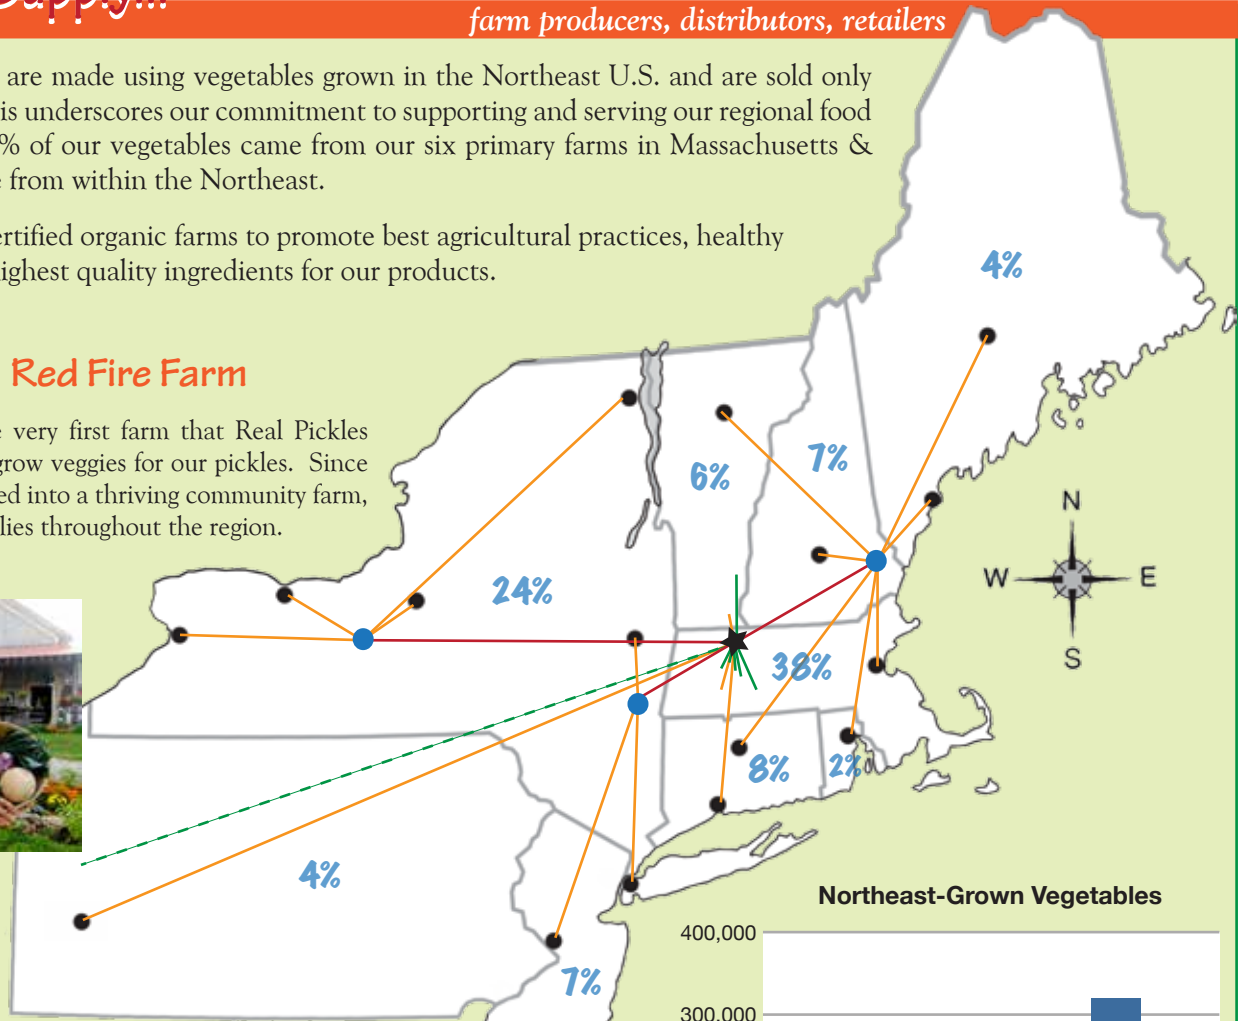 Supply...
farm producers, distributors, retailers
are made using vegetables grown in the Northeast U.S. and are sold only
is underscores our commitment to supporting and serving our regional food
% of our vegetables came from our six primary farms in Massachusetts &
from within the Northeast.
ertified organic farms to promote best agricultural practices, healthy
ighest quality ingredients for our products.
Red Fire Farm
very first farm that Real Pickles
grow veggies for our pickles. Since
ed into a thriving community farm,
lies throughout the region.
4%
6%
7%
24%
38%
8%
2%
4%
7%
N
W
E
S
Northeast-Grown Vegetables
400,000
300,000